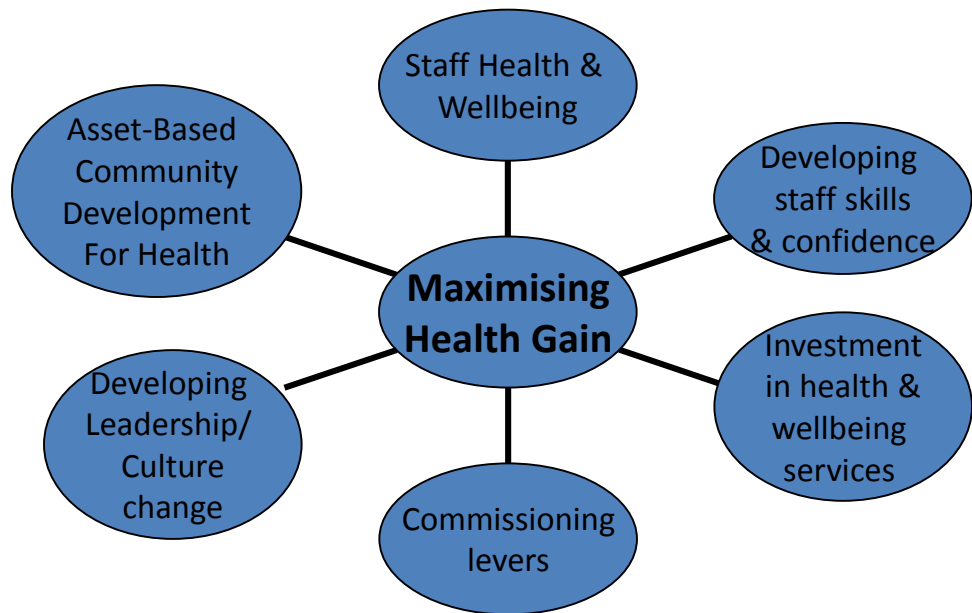 Staff Health &
Wellbeing
Asset-Based
Community
Development
For Health
Developing
staff skills
& confidence
Maximising
Health Gain
Developing
Leadership/
Culture
change
Investment
in health &
wellbeing
services
Commissioning
levers